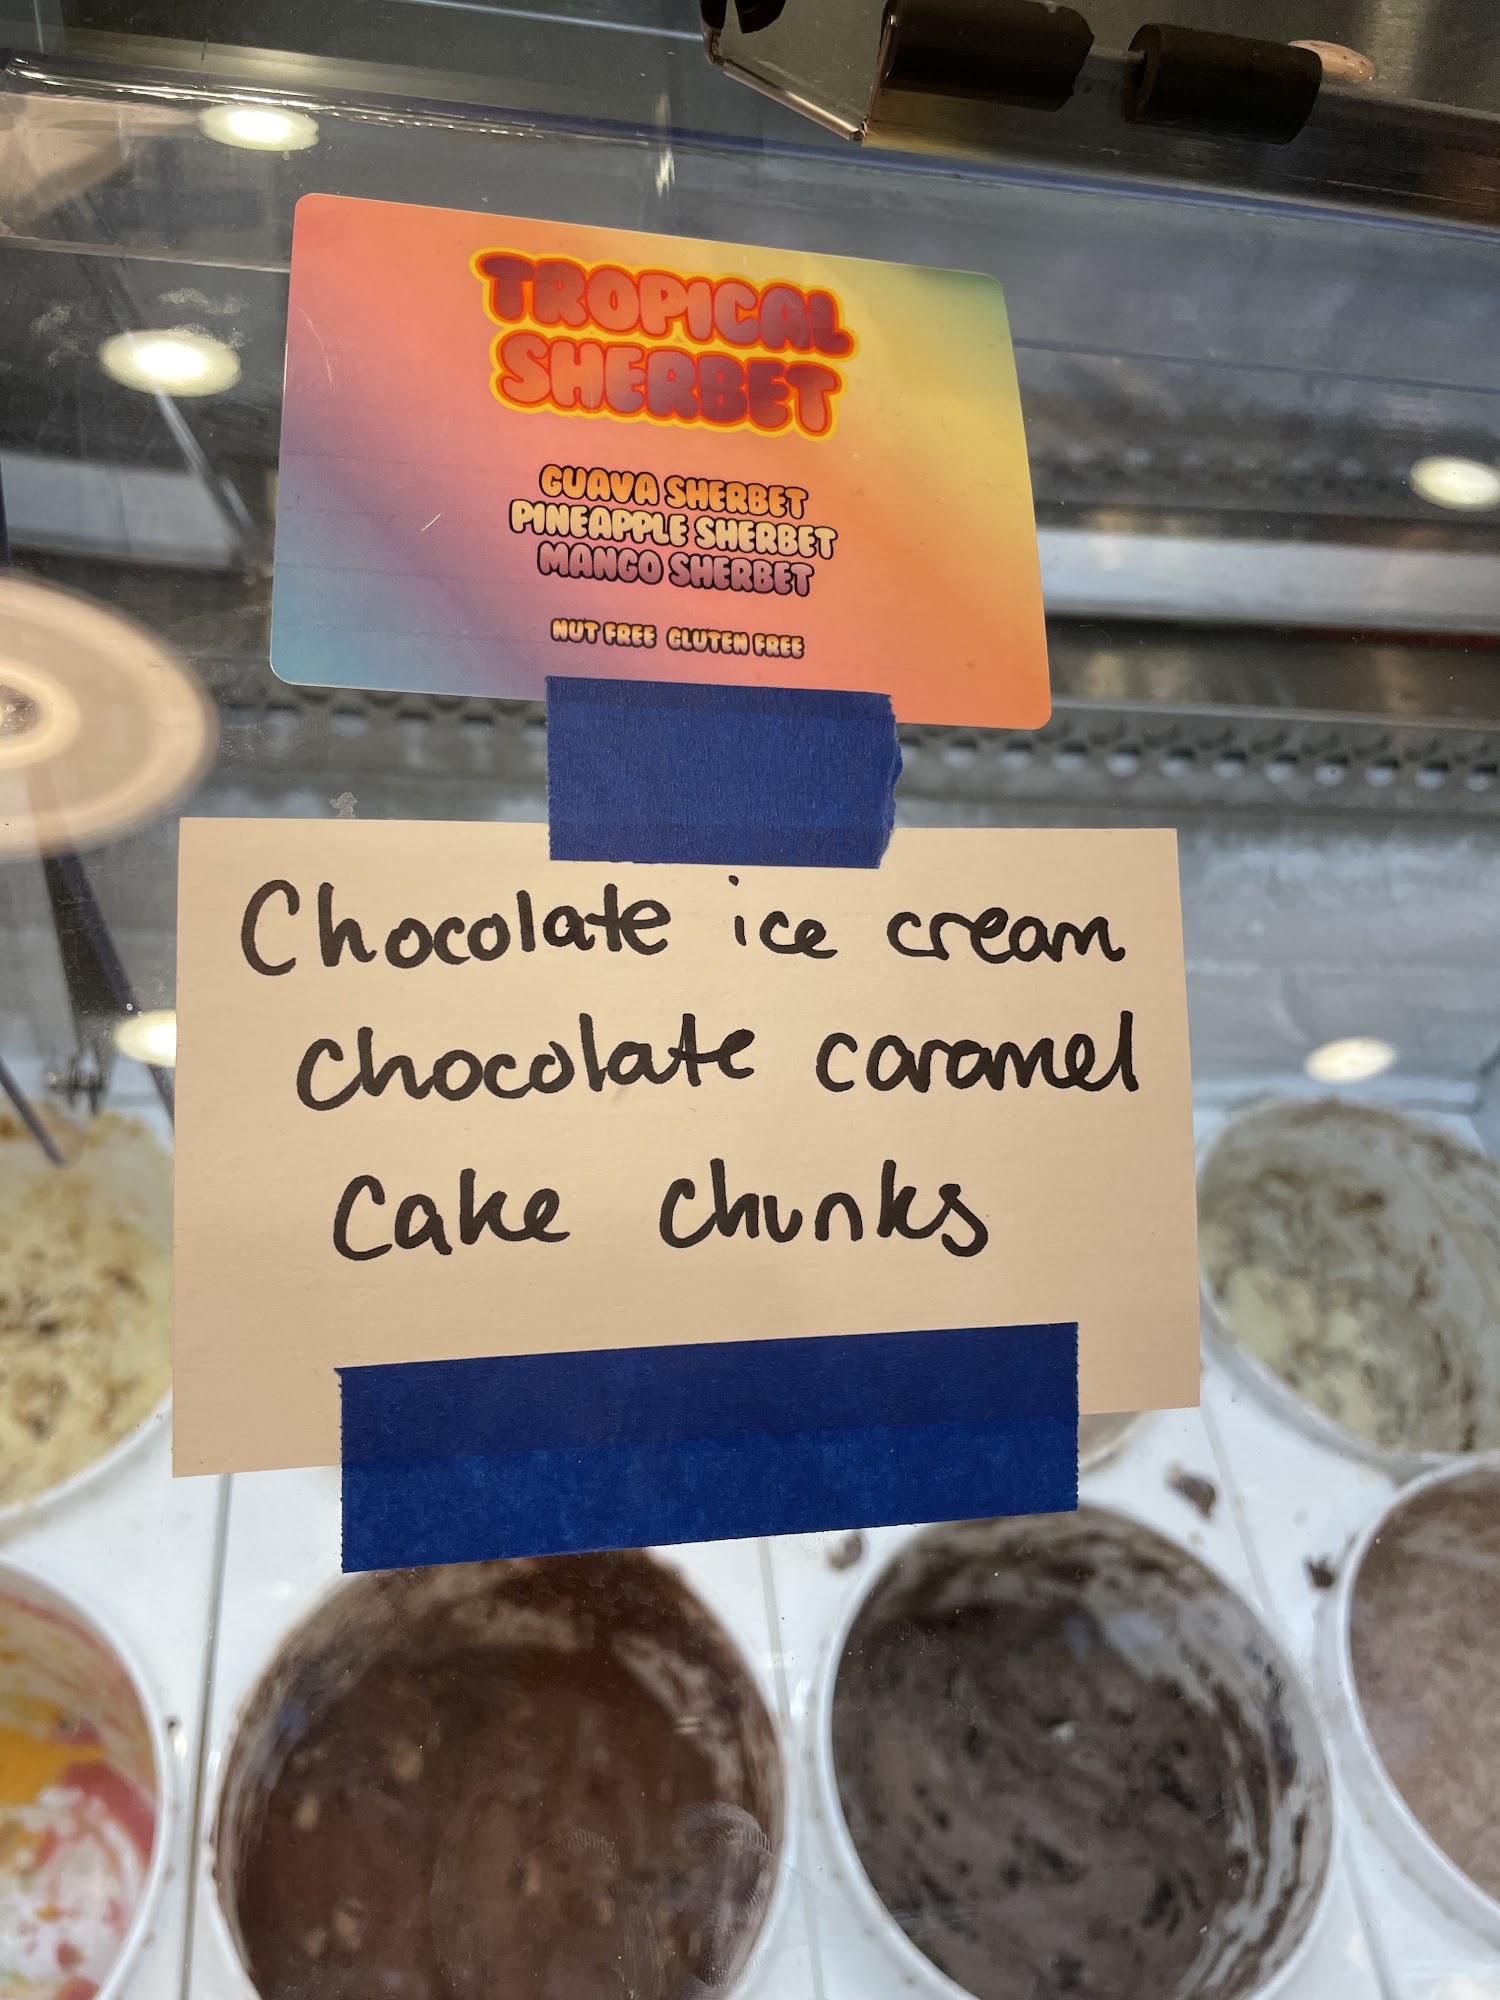 TROPICAL
SHERBET
GUAVA SHERBET
PINEAPPLE SHERBET
MANGO SHERBET
NUT FREE GLUTEN FREE
Chocolate ice cream
chocolate caramel
Cake chunks